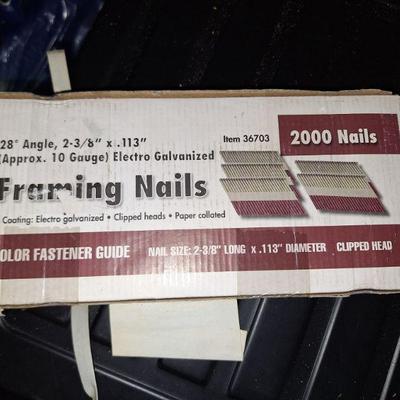 28° Angle, 2-3/8" x .113"
(Approx. 10 Gauge) Electro Galvanized
Item 36703
2000 Nails
Framing Nails
Coating: Electro galvanized • Clipped heads • Paper collated
OLOR FASTENER GUIDE NAIL SIZE: 2-3/8" LONG x .113" DIAMETER CLIPPED HEAD